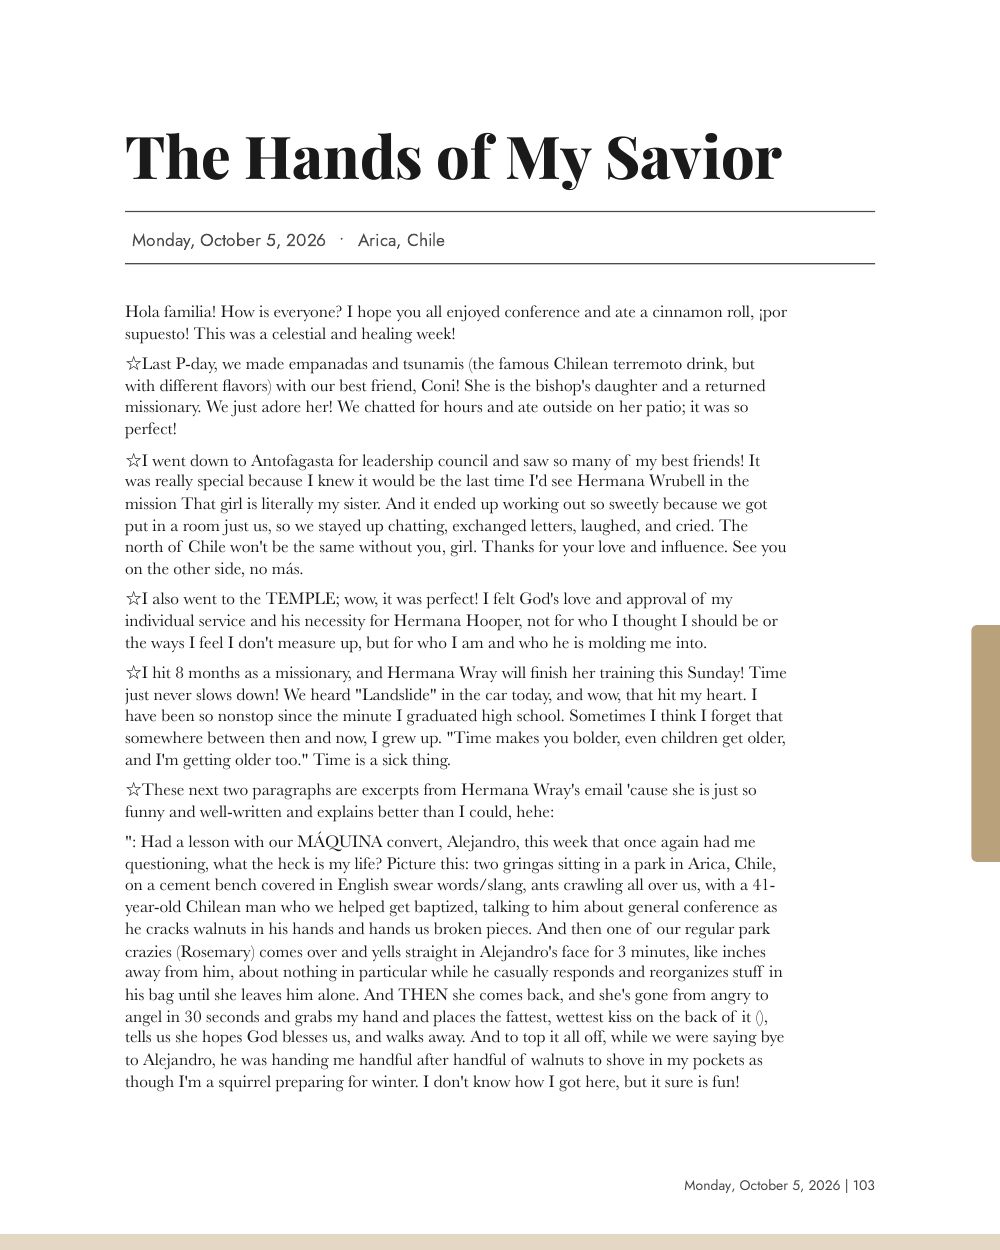 The Hands of My Savior
Monday, October 5, 2026 · Arica, Chile
Hola familia! How is everyone? I hope you all enjoyed conference and ate a cinnamon roll, ¡por
supuesto! This was a celestial and healing week!
☆Last P-day, we made empanadas and tsunamis (the famous Chilean terremoto drink, but
with different flavors) with our best friend, Coni! She is the bishop's daughter and a returned
missionary. We just adore her! We chatted for hours and ate outside on her patio; it was so
perfect!
☆I went down to Antofagasta for leadership council and saw so many of my best friends! It
was really special because I knew it would be the last time I'd see Hermana Wrubell in the
mission That girl is literally my sister. And it ended up working out so sweetly because we got
put in a room just us, so we stayed up chatting, exchanged letters, laughed, and cried. The
north of Chile won't be the same without you, girl. Thanks for your love and influence. See you
on the other side, no más.
☆I also went to the TEMPLE; wow, it was perfect! I felt God's love and approval of my
individual service and his necessity for Hermana Hooper, not for who I thought I should be or
the ways I feel I don't measure up, but for who I am and who he is molding me into.
☆I hit 8 months as a missionary, and Hermana Wray will finish her training this Sunday! Time
just never slows down! We heard "Landslide" in the car today, and wow, that hit my heart. I
have been so nonstop since the minute I graduated high school. Sometimes I think I forget that
somewhere between then and now, I grew up. "Time makes you bolder, even children get older,
and I'm getting older too." Time is a sick thing.
☆These next two paragraphs are excerpts from Hermana Wray's email 'cause she is just so
funny and well-written and explains better than I could, hehe:
": Had a lesson with our MÁQUINA convert, Alejandro, this week that once again had me
questioning, what the heck is my life? Picture this: two gringas sitting in a park in Arica, Chile,
on a cement bench covered in English swear words/slang, ants crawling all over us, with a 41-
year-old Chilean man who we helped get baptized, talking to him about general conference as
he cracks walnuts in his hands and hands us broken pieces. And then one of our regular park
crazies (Rosemary) comes over and yells straight in Alejandro's face for 3 minutes, like inches
away from him, about nothing in particular while he casually responds and reorganizes stuff in
his bag until she leaves him alone. And THEN she comes back, and she's gone from angry to
angel in 30 seconds and grabs my hand and places the fattest, wettest kiss on the back of it (),
tells us she hopes God blesses us, and walks away. And to top it all off, while we were saying bye
to Alejandro, he was handing me handful after handful of walnuts to shove in my pockets as
though I'm a squirrel preparing for winter. I don't know how I got here, but it sure is fun!
Monday, October 5, 2026 | 103